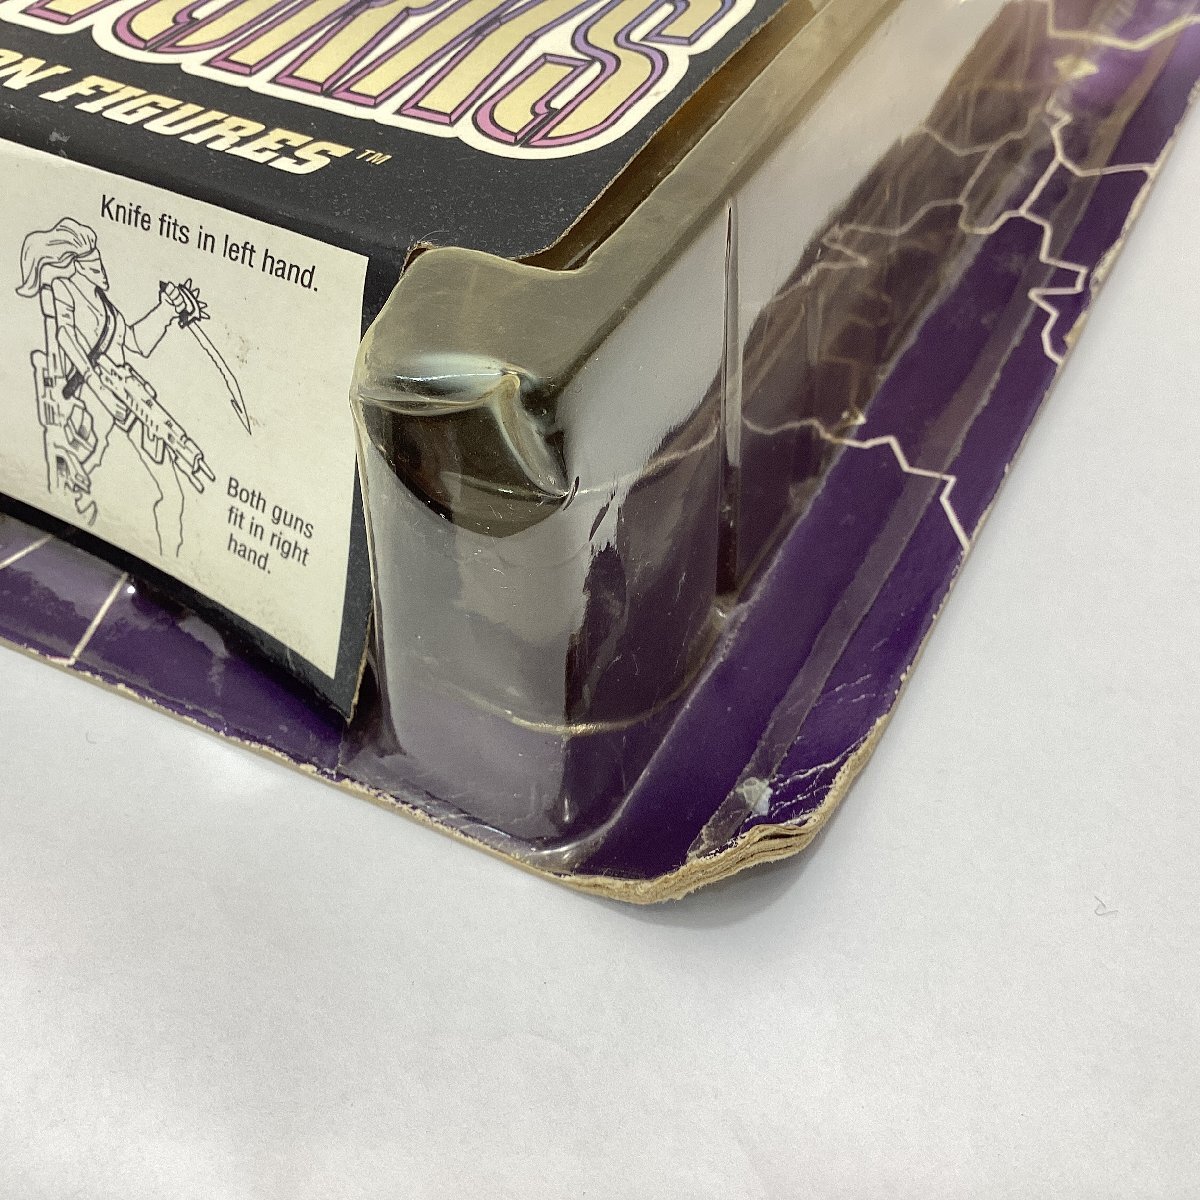 FIGURES™
Knife fits in left hand.
Both guns
fit in right
hand.